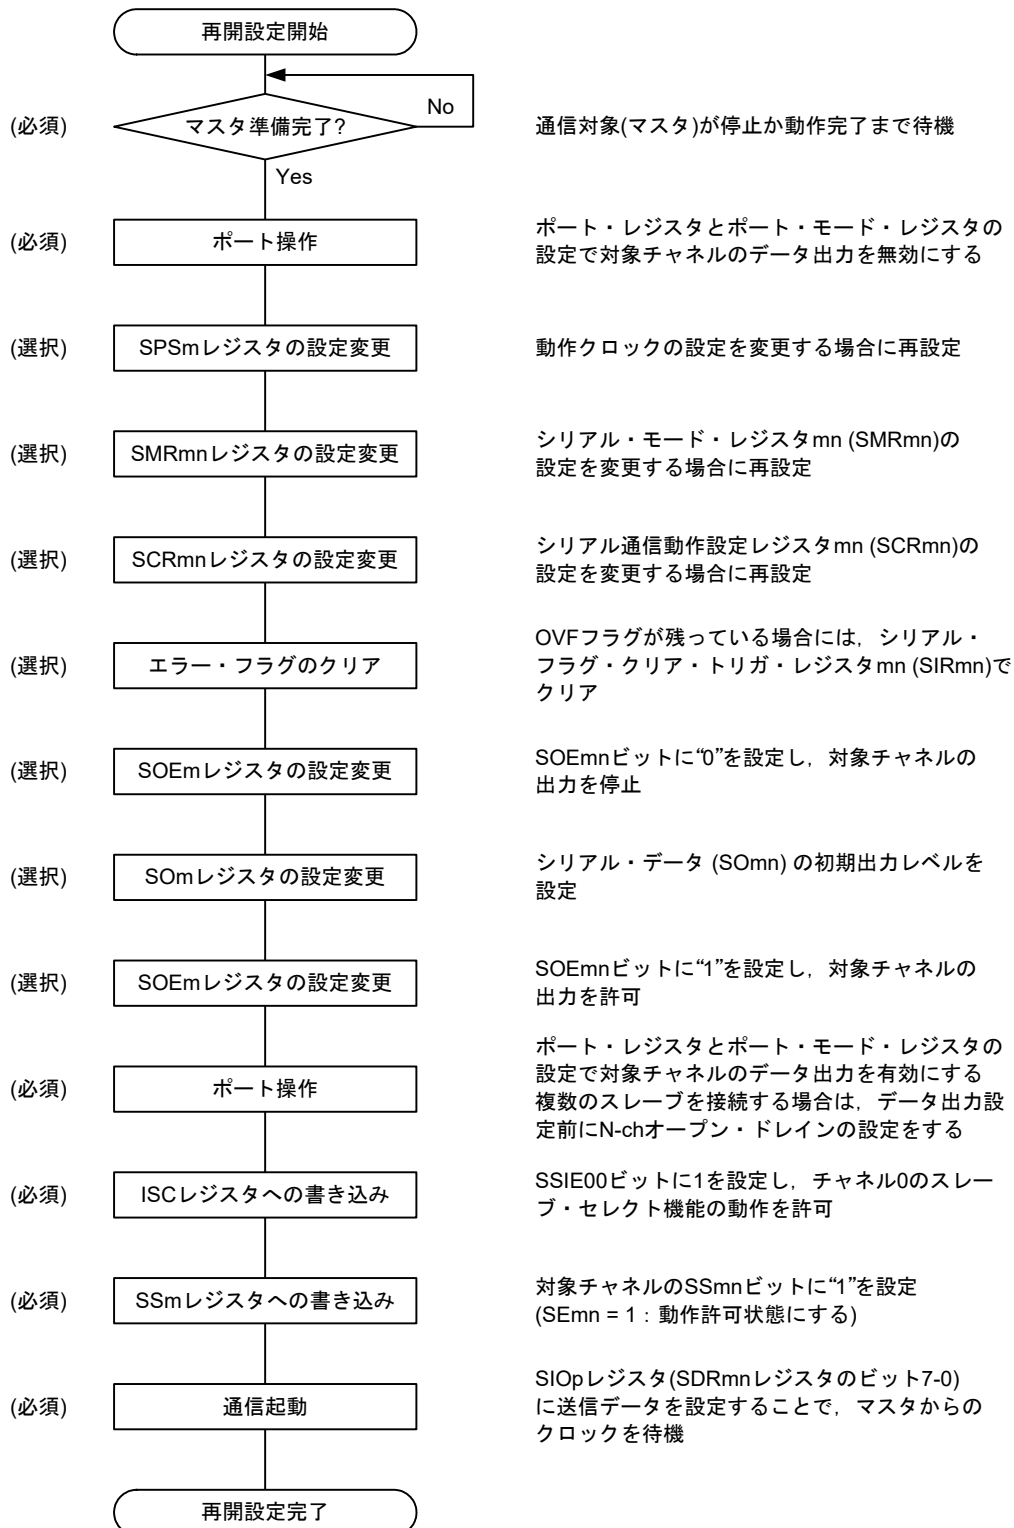 再開設定開始
No
(必須)
マスタ準備完了?
通信対象(マスタ)が停止か動作完了まで待機
Yes
(必須)
ポート操作
ポート・レジスタとポート・モード・レジスタの
設定で対象チャネルのデータ出力を無効にする
(選択)
SPSmレジスタの設定変更
動作クロックの設定を変更する場合に再設定
(選択)
SMRmnレジスタの設定変更
シリアル・モード・レジスタmn (SMRmn)の
設定を変更する場合に再設定
(選択)
SCRmnレジスタの設定変更
シリアル通信動作設定レジスタmn (SCRmn)の
設定を変更する場合に再設定
(選択)
エラー・フラグのクリア
OVFフラグが残っている場合には，シリアル・
フラグ・クリア・トリガ・レジスタmn (SIRmn)で
クリア
(選択)
SOEmレジスタの設定変更
SOEmnビットに“0”を設定し，対象チャネルの
出力を停止
(選択)
SOmレジスタの設定変更
シリアル・データ (SOmn) の初期出力レベルを
設定
(選択)
SOEmレジスタの設定変更
SOEmnビットに“1”を設定し，対象チャネルの
出力を許可
(必須)
ポート操作
ポート・レジスタとポート・モード・レジスタの
設定で対象チャネルのデータ出力を有効にする
複数のスレーブを接続する場合は，データ出力設
定前にN-chオープン・ドレインの設定をする
(必須)
ISCレジスタへの書き込み
SSIE00ビットに1を設定し，チャネル0のスレー
ブ・セレクト機能の動作を許可
(必須)
SSmレジスタへの書き込み
対象チャネルのSSmnビットに“1”を設定
(SEmn = 1：動作許可状態にする)
(必須)
通信起動
SIOpレジスタ(SDRmnレジスタのビット7-0)
に送信データを設定することで，マスタからの
クロックを待機
再開設定完了